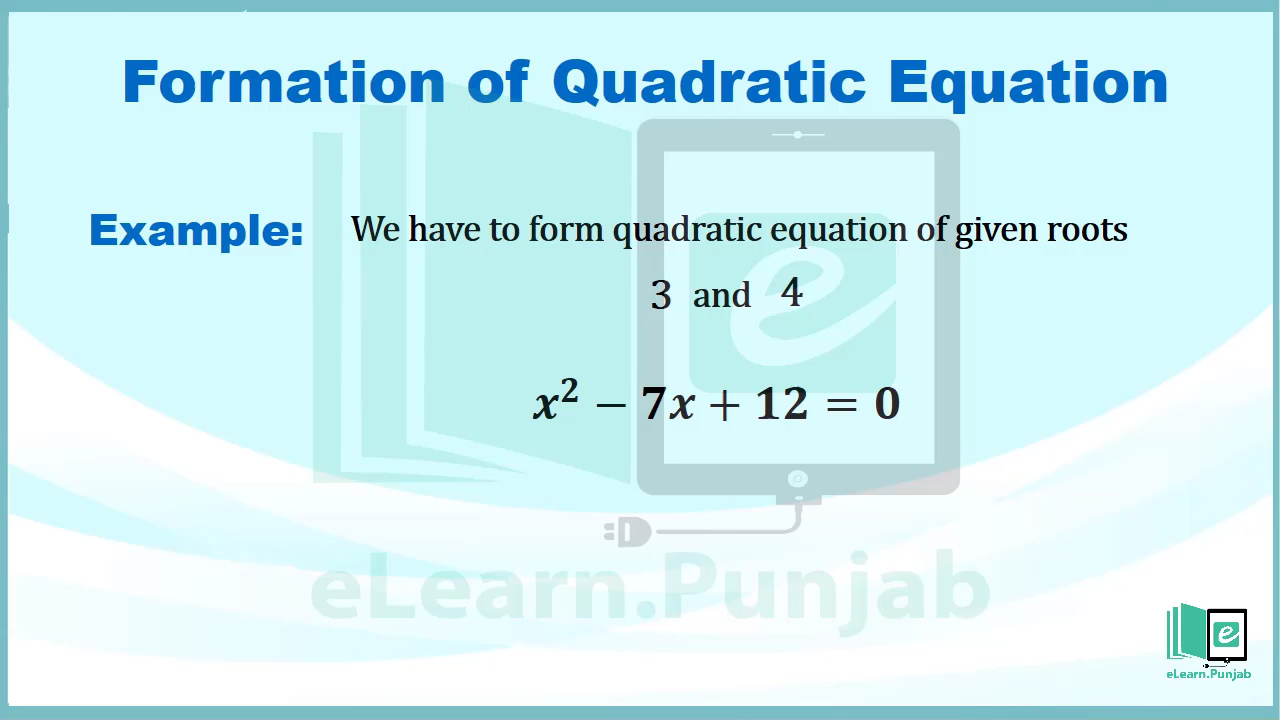 Formation of Quadratic Equation
Example: We have to form quadratic equation of given roots
3 and 4
x² − 7x + 12 = 0
eLearn.Punjab
eLearn.Punjab